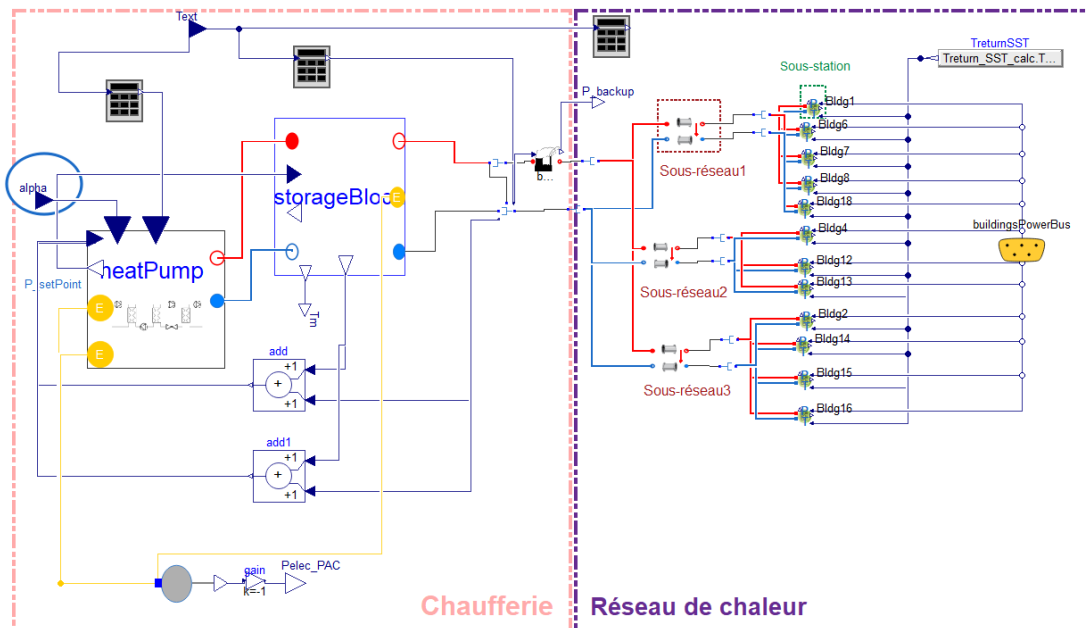 Text
TreturnSST
Treturn_SST_calc.T...
Sous-station
P_backup
Bldg1
Bldg6
Bldg7
Bldg8
Bldg18
b...
Sous-réseau1
alpha
storageBloc
E
heatPump
P_setPoint
E
E
Tm
buildingsPowerBus
Bldg4
Bldg12
Bldg13
Sous-réseau2
Bldg2
Bldg14
Bldg15
Bldg16
Sous-réseau3
add
+1
+
+1
add1
+1
+
+1
gain
k=-1
Pelec_PAC
Chaufferie
Réseau de chaleur